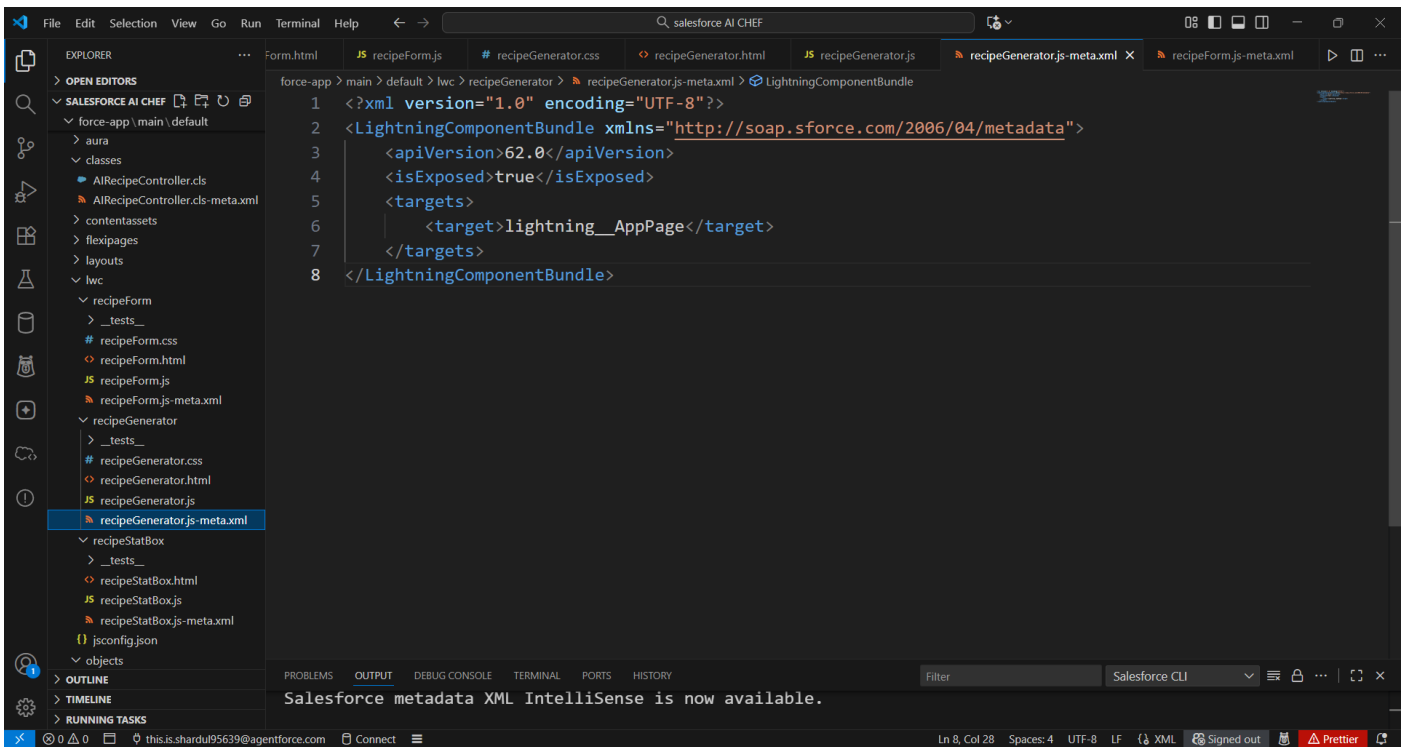 File Edit Selection View Go Run Terminal Help
salesforce AI CHEF
EXPLORER
OPEN EDITORS
SALESFORCE AI CHEF
force-app\main\default
aura
classes
AIRecipeController.cls
AIRecipeController.cls-meta.xml
contentassets
flexipages
layouts
lwc
recipeForm
__tests__
recipeForm.css
recipeForm.html
JS recipeForm.js
recipeForm.js-meta.xml
recipeGenerator
__tests__
recipeGenerator.css
recipeGenerator.html
JS recipeGenerator.js
recipeGenerator.js-meta.xml
recipeStatBox
__tests__
recipeStatBox.html
JS recipeStatBox.js
recipeStatBox.js-meta.xml
{} jsconfig.json
objects
OUTLINE
TIMELINE
RUNNING TASKS
Form.html JS recipeForm.js # recipeGenerator.css recipeGenerator.html JS recipeGenerator.js recipeGenerator.js-meta.xml recipeForm.js-meta.xml
force-app > main > default > lwc > recipeGenerator > recipeGenerator.js-meta.xml > LightningComponentBundle
1 <?xml version="1.0" encoding="UTF-8"?>
2 <LightningComponentBundle xmlns="http://soap.sforce.com/2006/04/metadata">
3 <apiVersion>62.0</apiVersion>
4 <isExposed>true</isExposed>
5 <targets>
6 <target>lightning__AppPage</target>
7 </targets>
8 </LightningComponentBundle>
PROBLEMS OUTPUT DEBUG CONSOLE TERMINAL PORTS HISTORY Filter Salesforce CLI
Salesforce metadata XML IntelliSense is now available.
1
0 0 this.is.shardul95639@agentforce.com Connect Ln 8, Col 28 Spaces: 4 UTF-8 LF XML Signed out Prettier